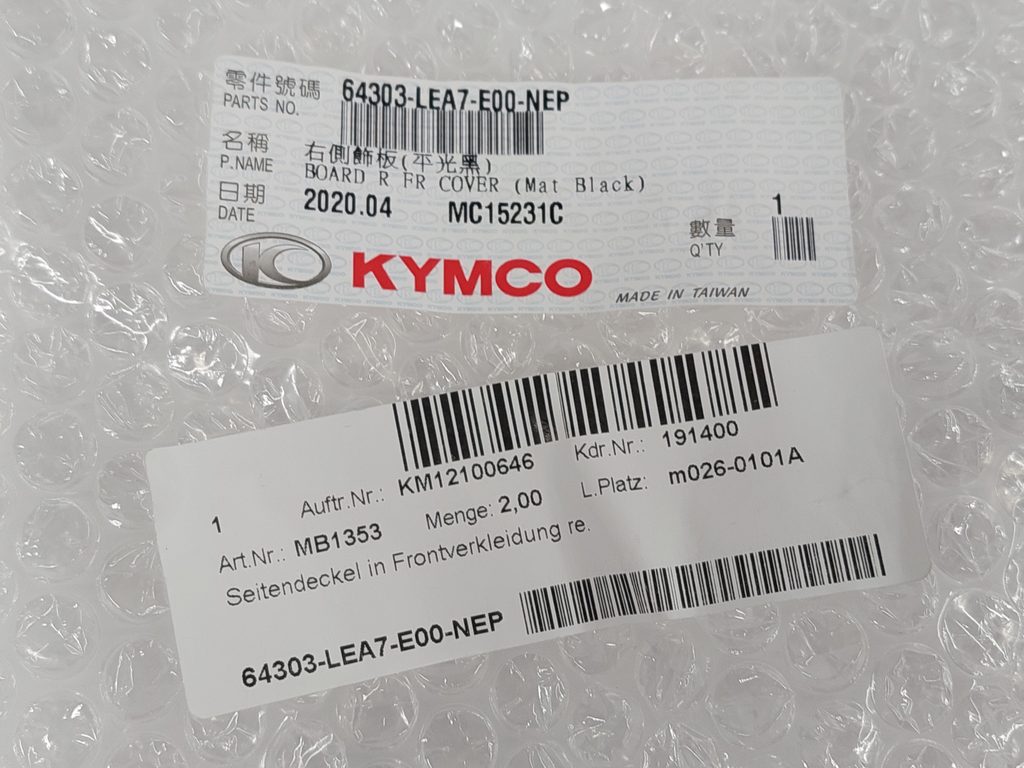 零件號碼 64303-LEA7-E00-NEP
PARTS NO.
名稱 右側飾板(平光黑)
P.NAME BOARD R FR COVER (Mat Black)
日期 2020.04 MC15231C
DATE
數量 1
Q'TY
KYMCO
MADE IN TAIWAN
1 Auftr.Nr.: KM12100646 Kdr.Nr.: 191400
Art.Nr.: MB1353 Menge: 2,00 L.Platz: m026-0101A
Seitendeckel in Frontverkleidung re.
64303-LEA7-E00-NEP